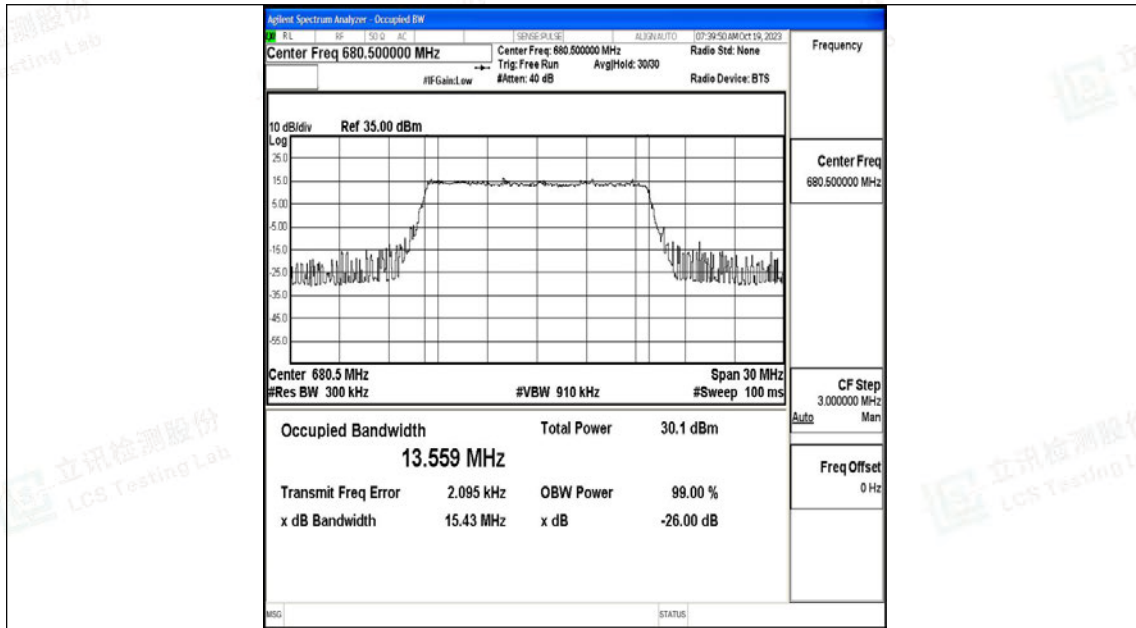 Agilent Spectrum Analyzer - Occupied BW
RL RF 50 Ω AC SENSE:PULSE ALIGNAUTO 07:39:50 AM Oct 19, 2023
Center Freq 680.500000 MHz
Center Freq: 680.500000 MHz
Radio Std: None
Trig: Free Run Avg|Hold: 30/30
#IFGain:Low
#Atten: 40 dB
Radio Device: BTS
10 dB/div Ref 35.00 dBm
Log
25.0
15.0
5.00
-5.00
-15.0
-25.0
-35.0
-45.0
-55.0
Center 680.5 MHz
Span 30 MHz
#Res BW 300 kHz
#VBW 910 kHz
#Sweep 100 ms
Occupied Bandwidth
Total Power 30.1 dBm
13.559 MHz
Transmit Freq Error 2.095 kHz
OBW Power 99.00 %
x dB Bandwidth 15.43 MHz
x dB -26.00 dB
MSG
STATUS
Frequency
Center Freq
680.500000 MHz
CF Step
3.000000 MHz
Auto Man
Freq Offset
0 Hz
立讯检测股份
LCS Testing Lab
立讯检测股份
LCS Testing L
测股份
esting Lab
立